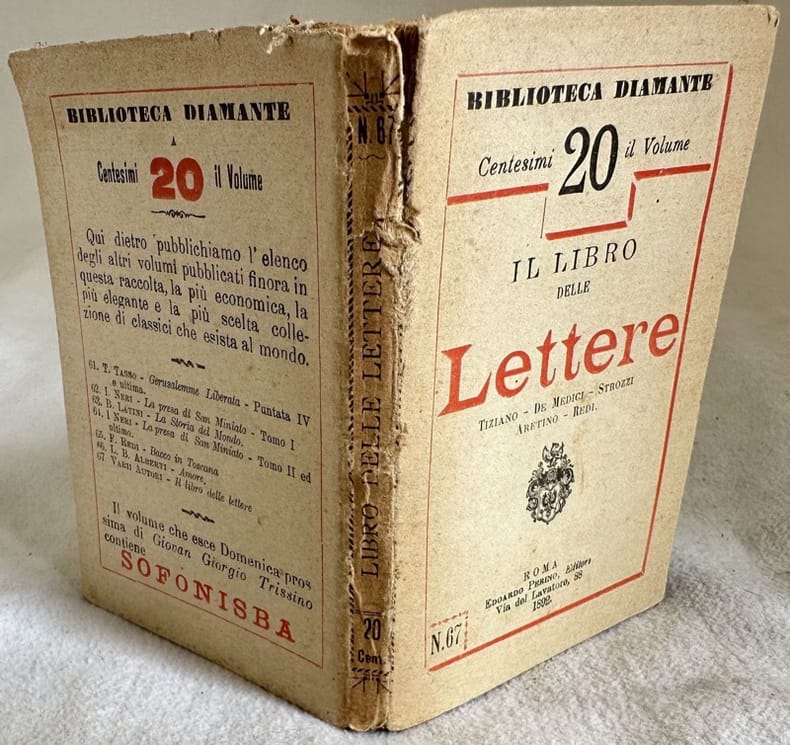 BIBLIOTECA DIAMANTE
A
Centesimi 20 il Volume
Qui dietro pubblichiamo l' elenco
degli altri volumi pubblicati finora in
questa raccolta, la più economica, la
più elegante e la più scelta colle-
zione di classici che esista al mondo.
61. T. TASSO - Gerusalemme Liberata - Puntata IV
e ultima.
62. I. NERI - La presa di San Miniato - Tomo I
63. B. LATINI - La Storia del Mondo.
64. I NERI - La presa di San Miniato - Tomo II ed
ultimo.
65. F. REDI - Bacco in Toscana
66. L. B. ALBERTI - Amore.
67 VARII AUTORI - Il libro delle lettere
Il volume che esce Domenica pros
sima di Giovan Giorgio Trissino
contiene
SOFONISBA
N. 67
LIBRO DELLE LETTERE
20
Cent.
BIBLIOTECA DIAMANTE
Centesimi 20 il Volume
IL LIBRO
DELLE
Lettere
TIZIANO - DE MEDICI - STROZZI
ARETINO - REDI.
ROMA
EDOARDO PERINO, Editore
Via del Lavatore, 88
1892.
N.67